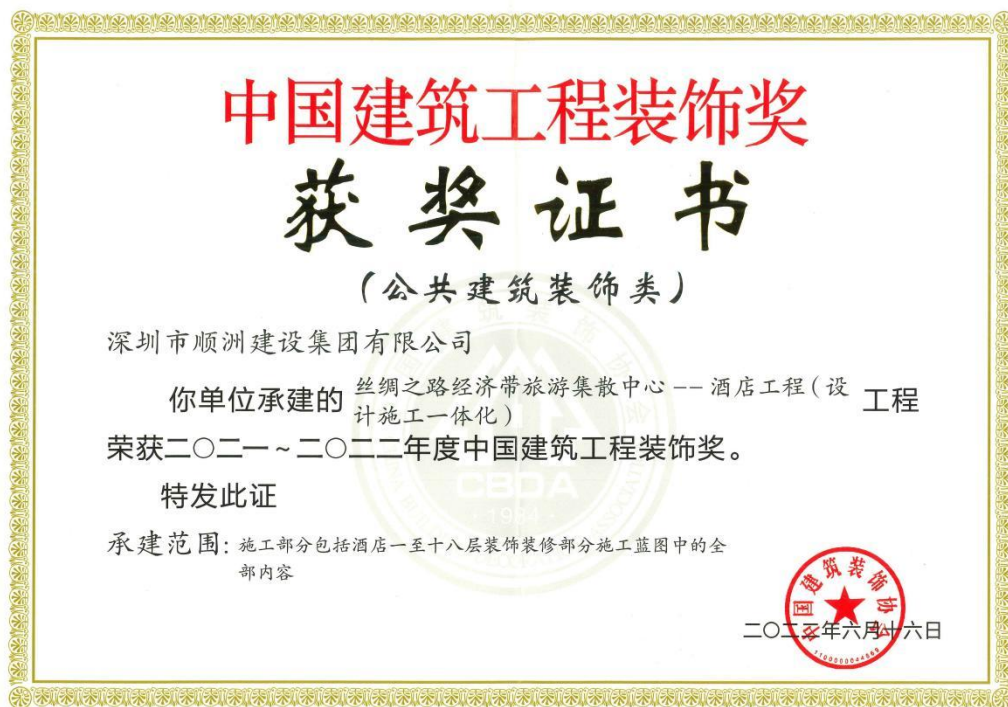 中国建筑工程装饰奖
获奖证书
(公共建筑装饰类)
深圳市顺洲建设集团有限公司
你单位承建的 丝绸之路经济带旅游集散中心--酒店工程(设
计施工一体化) 工程
荣获二〇二一~二〇二二年度中国建筑工程装饰奖。
特发此证
承建范围: 施工部分包括酒店一至十八层装饰装修部分施工蓝图中的全
部内容
中国建筑装饰协会
二〇二三年六月十六日
CBDA
·1984·